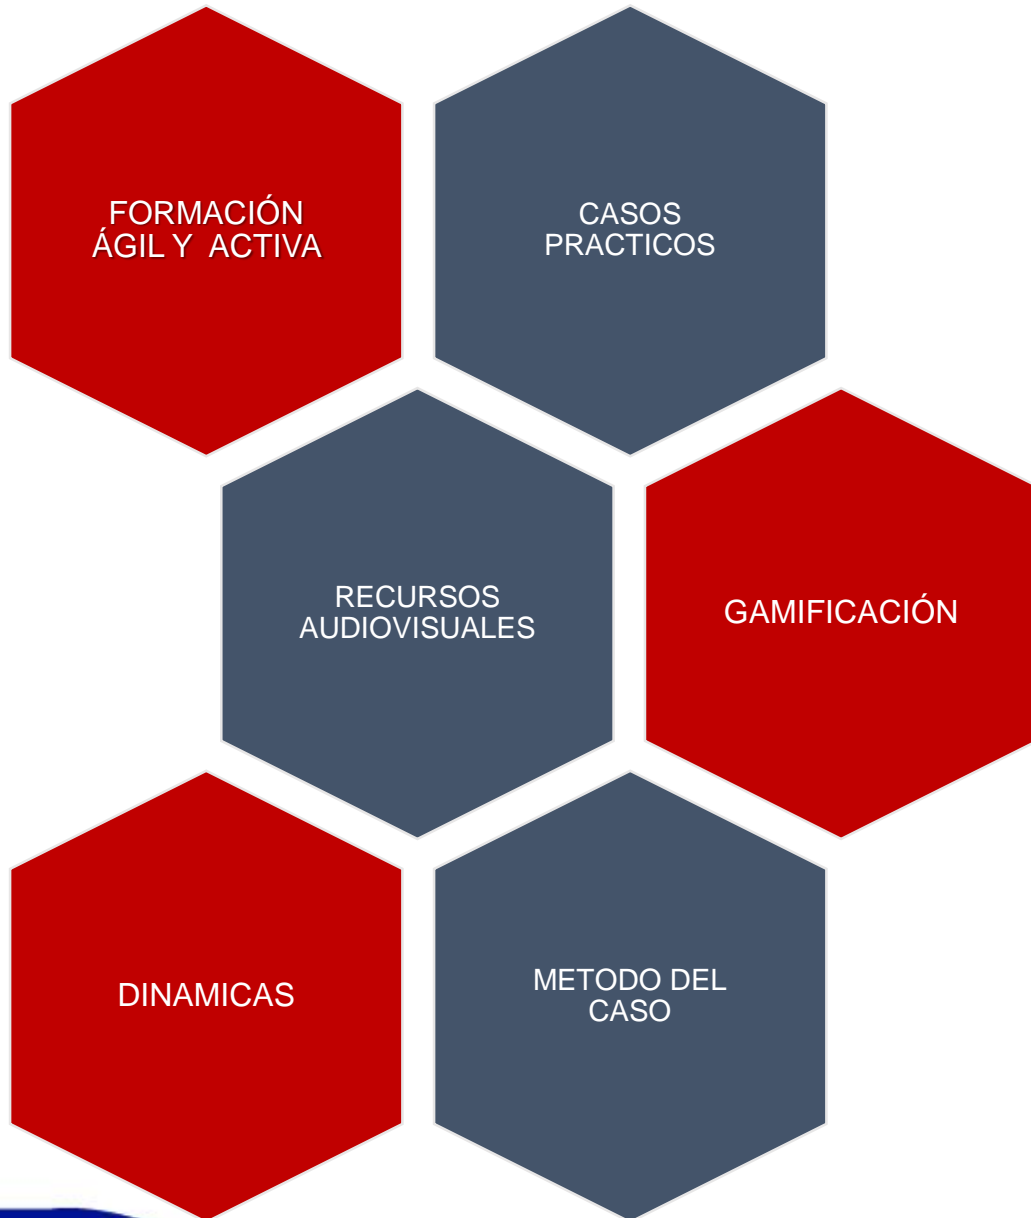 FORMACIÓN
ÁGIL Y ACTIVA
CASOS
PRACTICOS
RECURSOS
AUDIOVISUALES
GAMIFICACIÓN
DINAMICAS
METODO DEL
CASO